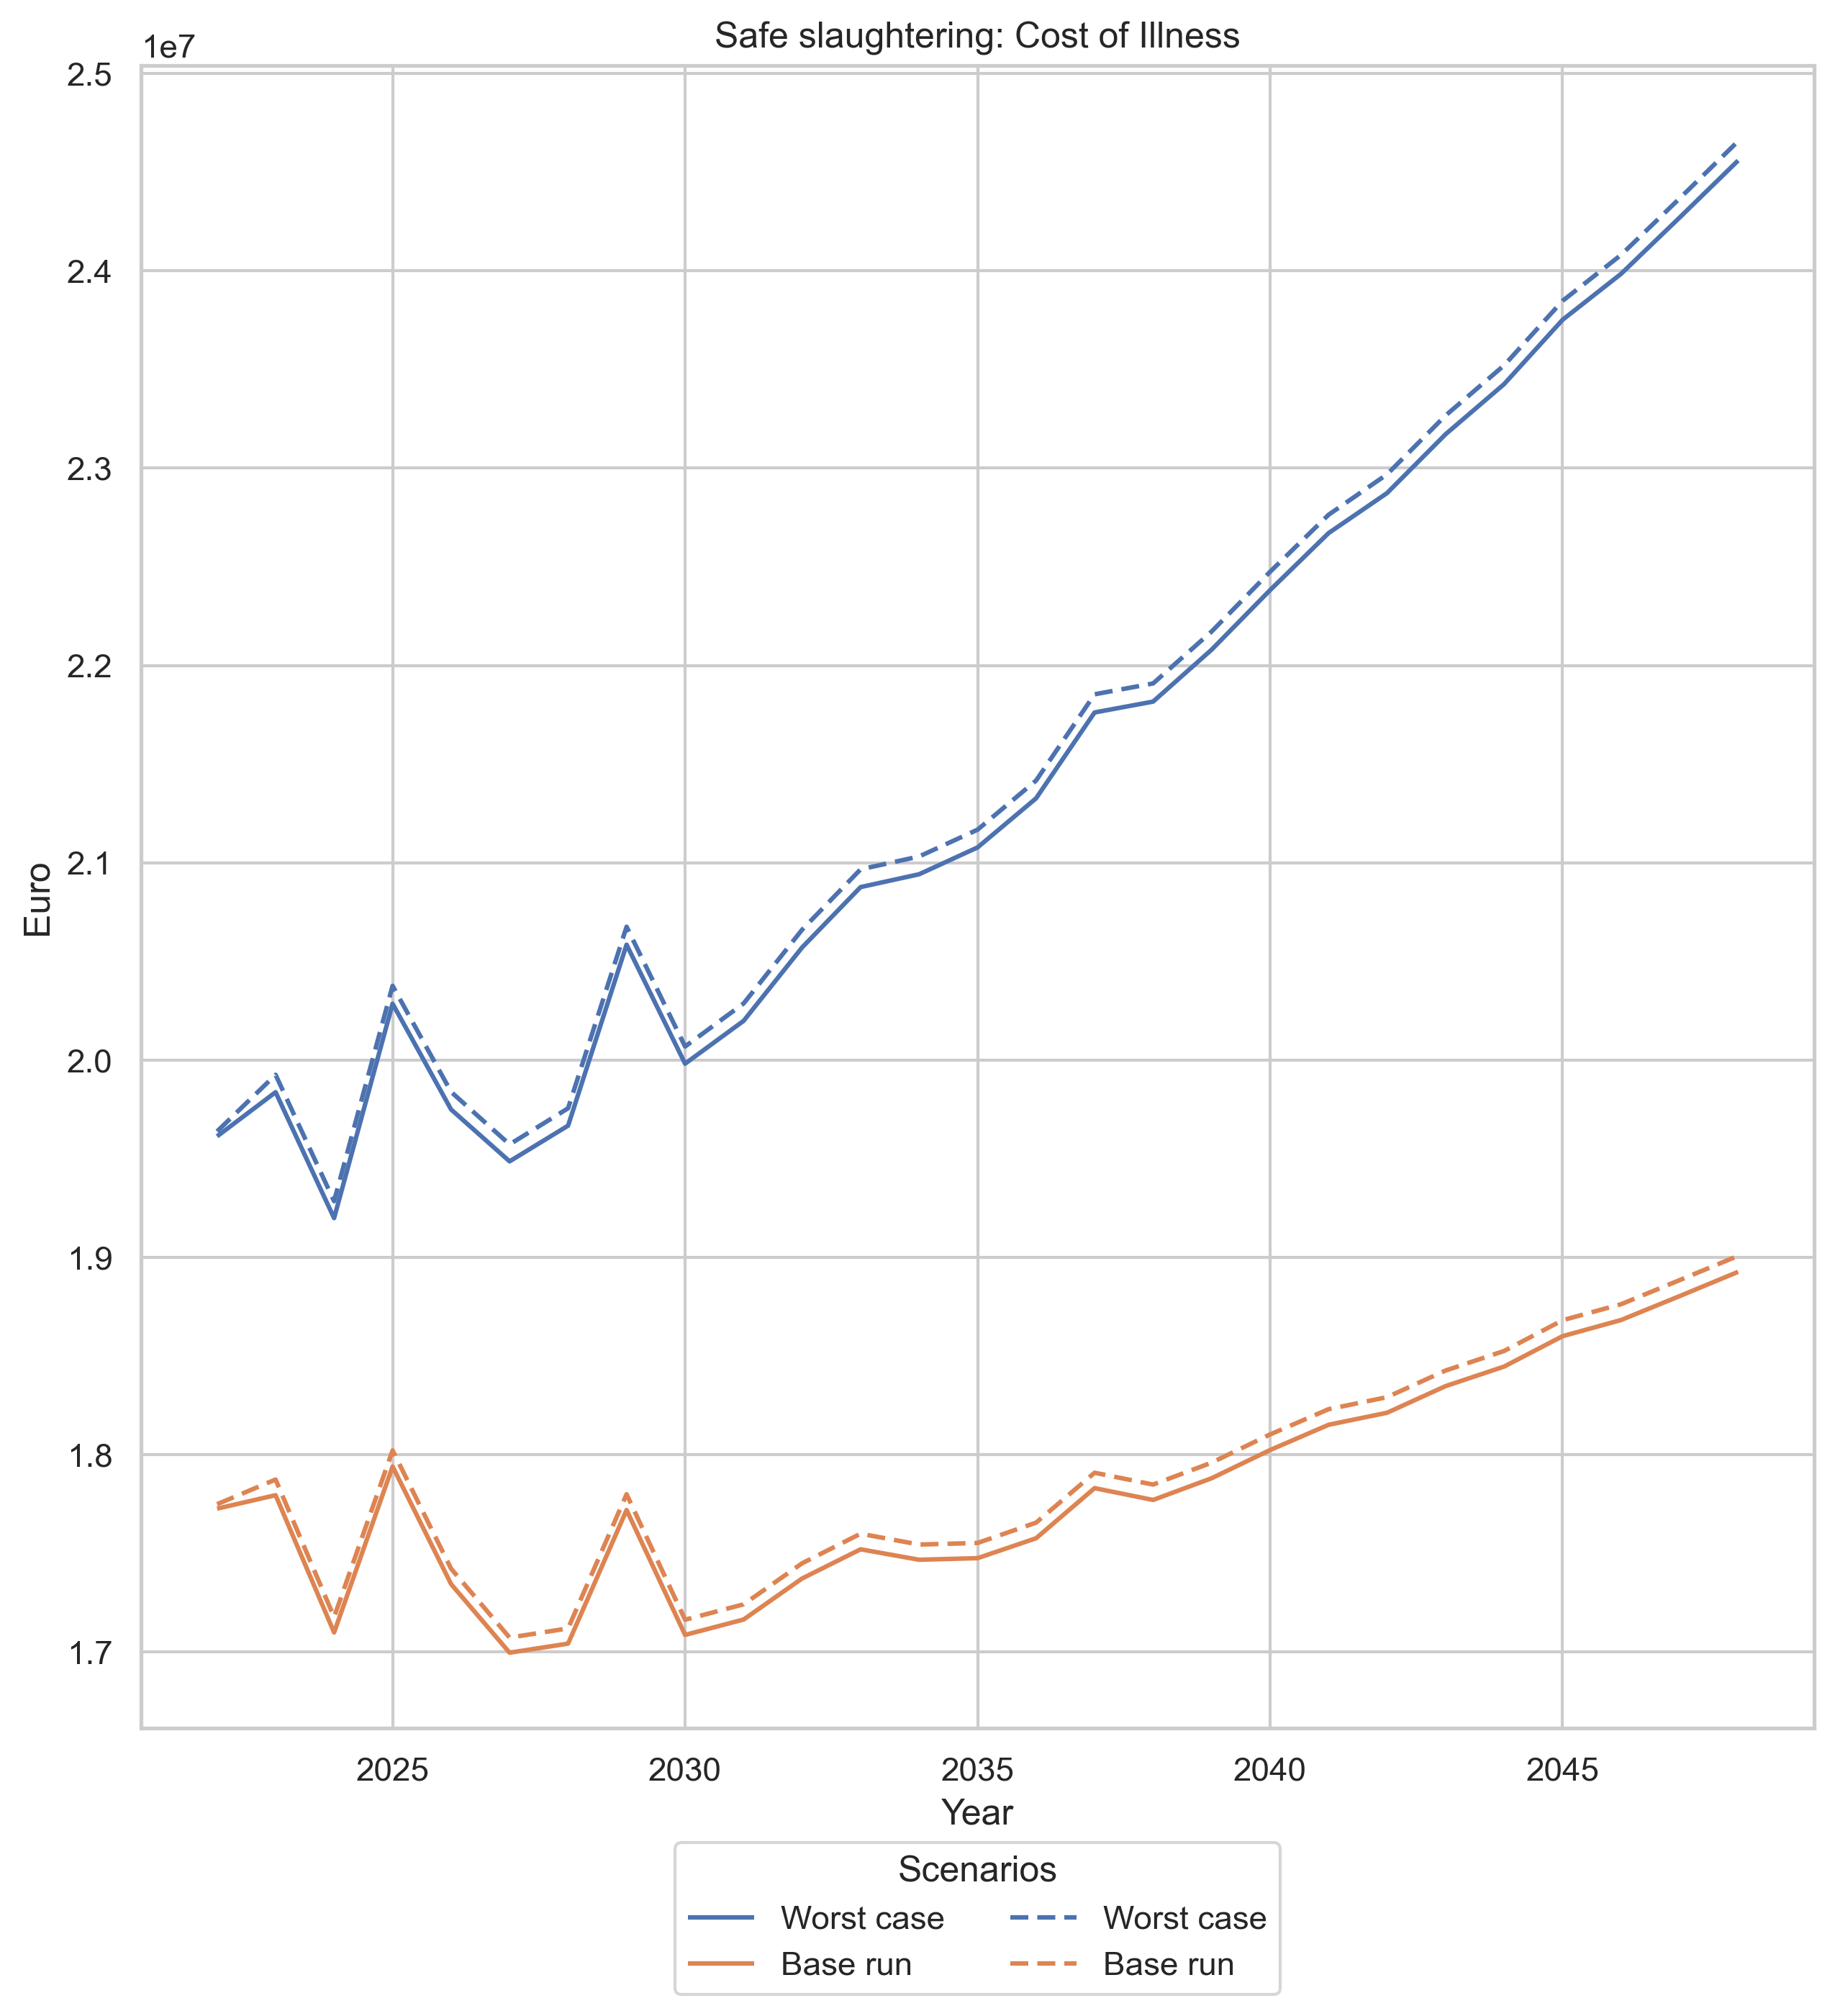 Safe slaughtering: Cost of Illness
1e7
2.5
2.4
2.3
2.2
2.1
2.0
1.9
1.8
1.7
Euro
2025 2030 2035 2040 2045
Year
Scenarios
Worst case Worst case
Base run Base run